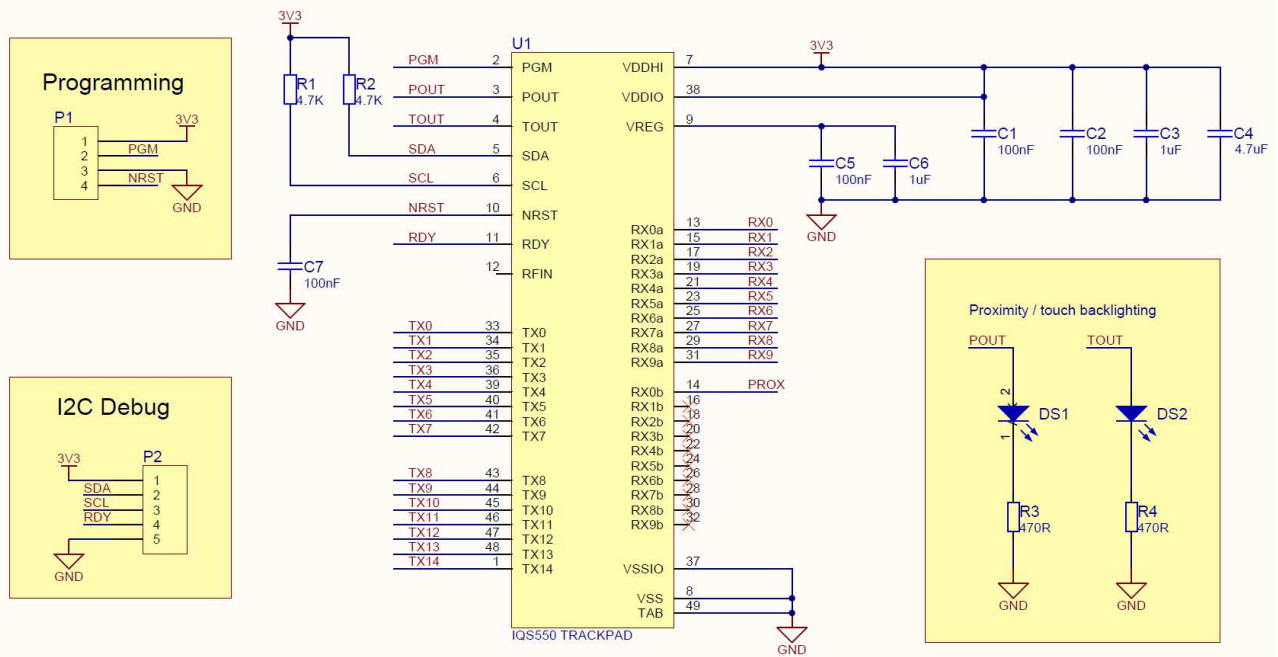 Programming
P1
1
2
3
4
3V3
PGM
NRST
GND
I2C Debug
P2
3V3
SDA
SCL
RDY
1
2
3
4
5
GND
3V3
R1
4.7K
R2
4.7K
C7
100nF
GND
U1
PGM 2 PGM
POUT 3 POUT
TOUT 4 TOUT
SDA 5 SDA
SCL 6 SCL
NRST 10 NRST
RDY 11 RDY
12 RFIN
TX0 33 TX0
TX1 34 TX1
TX2 35 TX2
TX3 36 TX3
TX4 39 TX4
TX5 40 TX5
TX6 41 TX6
TX7 42 TX7
TX8 43 TX8
TX9 44 TX9
TX10 45 TX10
TX11 46 TX11
TX12 47 TX12
TX13 48 TX13
TX14 1 TX14
VDDHI 7
VDDIO 38
VREG 9
RX0a 13 RX0
RX1a 15 RX1
RX2a 17 RX2
RX3a 19 RX3
RX4a 21 RX4
RX5a 23 RX5
RX6a 25 RX6
RX7a 27 RX7
RX8a 29 RX8
RX9a 31 RX9
RX0b 14 PROX
RX1b 16
RX2b 18
RX3b 20
RX4b 22
RX5b 24
RX6b 26
RX7b 28
RX8b 30
RX9b 32
VSSIO 37
VSS 8
TAB 49
IQS550 TRACKPAD
GND
3V3
C5
100nF
C6
1uF
C1
100nF
C2
100nF
C3
1uF
C4
4.7uF
GND
Proximity / touch backlighting
POUT
TOUT
2
1
DS1
DS2
R3
470R
R4
470R
GND
GND